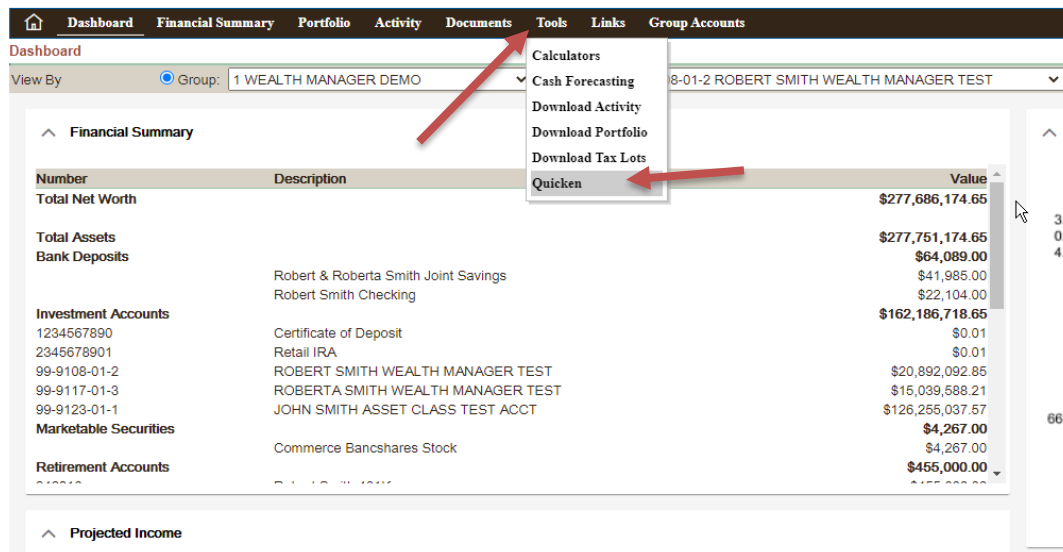 Dashboard Financial Summary Portfolio Activity Documents Tools Links Group Accounts
Dashboard
View By Group: 1 WEALTH MANAGER DEMO 8-01-2 ROBERT SMITH WEALTH MANAGER TEST
Calculators
Cash Forecasting
Download Activity
Download Portfolio
Download Tax Lots
Quicken
Financial Summary
Number Description Value
Total Net Worth $277,686,174.65
Total Assets $277,751,174.65
Bank Deposits $64,089.00
Robert & Roberta Smith Joint Savings $41,985.00
Robert Smith Checking $22,104.00
Investment Accounts $162,186,718.65
1234567890 Certificate of Deposit $0.01
2345678901 Retail IRA $0.01
99-9108-01-2 ROBERT SMITH WEALTH MANAGER TEST $20,892,092.85
99-9117-01-3 ROBERTA SMITH WEALTH MANAGER TEST $15,039,588.21
99-9123-01-1 JOHN SMITH ASSET CLASS TEST ACCT $126,255,037.57
Marketable Securities $4,267.00
Commerce Bancshares Stock $4,267.00
Retirement Accounts $455,000.00
3.
0
4.
66
Projected Income